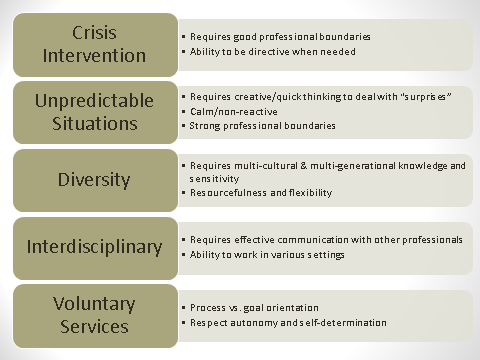 Crisis
Intervention
• Requires good professional boundaries
• Ability to be directive when needed
Unpredictable
Situations
• Requires creative/quick thinking to deal with “surprises”
• Calm/non-reactive
• Strong professional boundaries
Diversity
• Requires multi-cultural & multi-generational knowledge and
sensitivity
• Resourcefulness and flexibility
Interdisciplinary
• Requires effective communication with other professionals
• Ability to work in various settings
Voluntary
Services
• Process vs. goal orientation
• Respect autonomy and self-determination